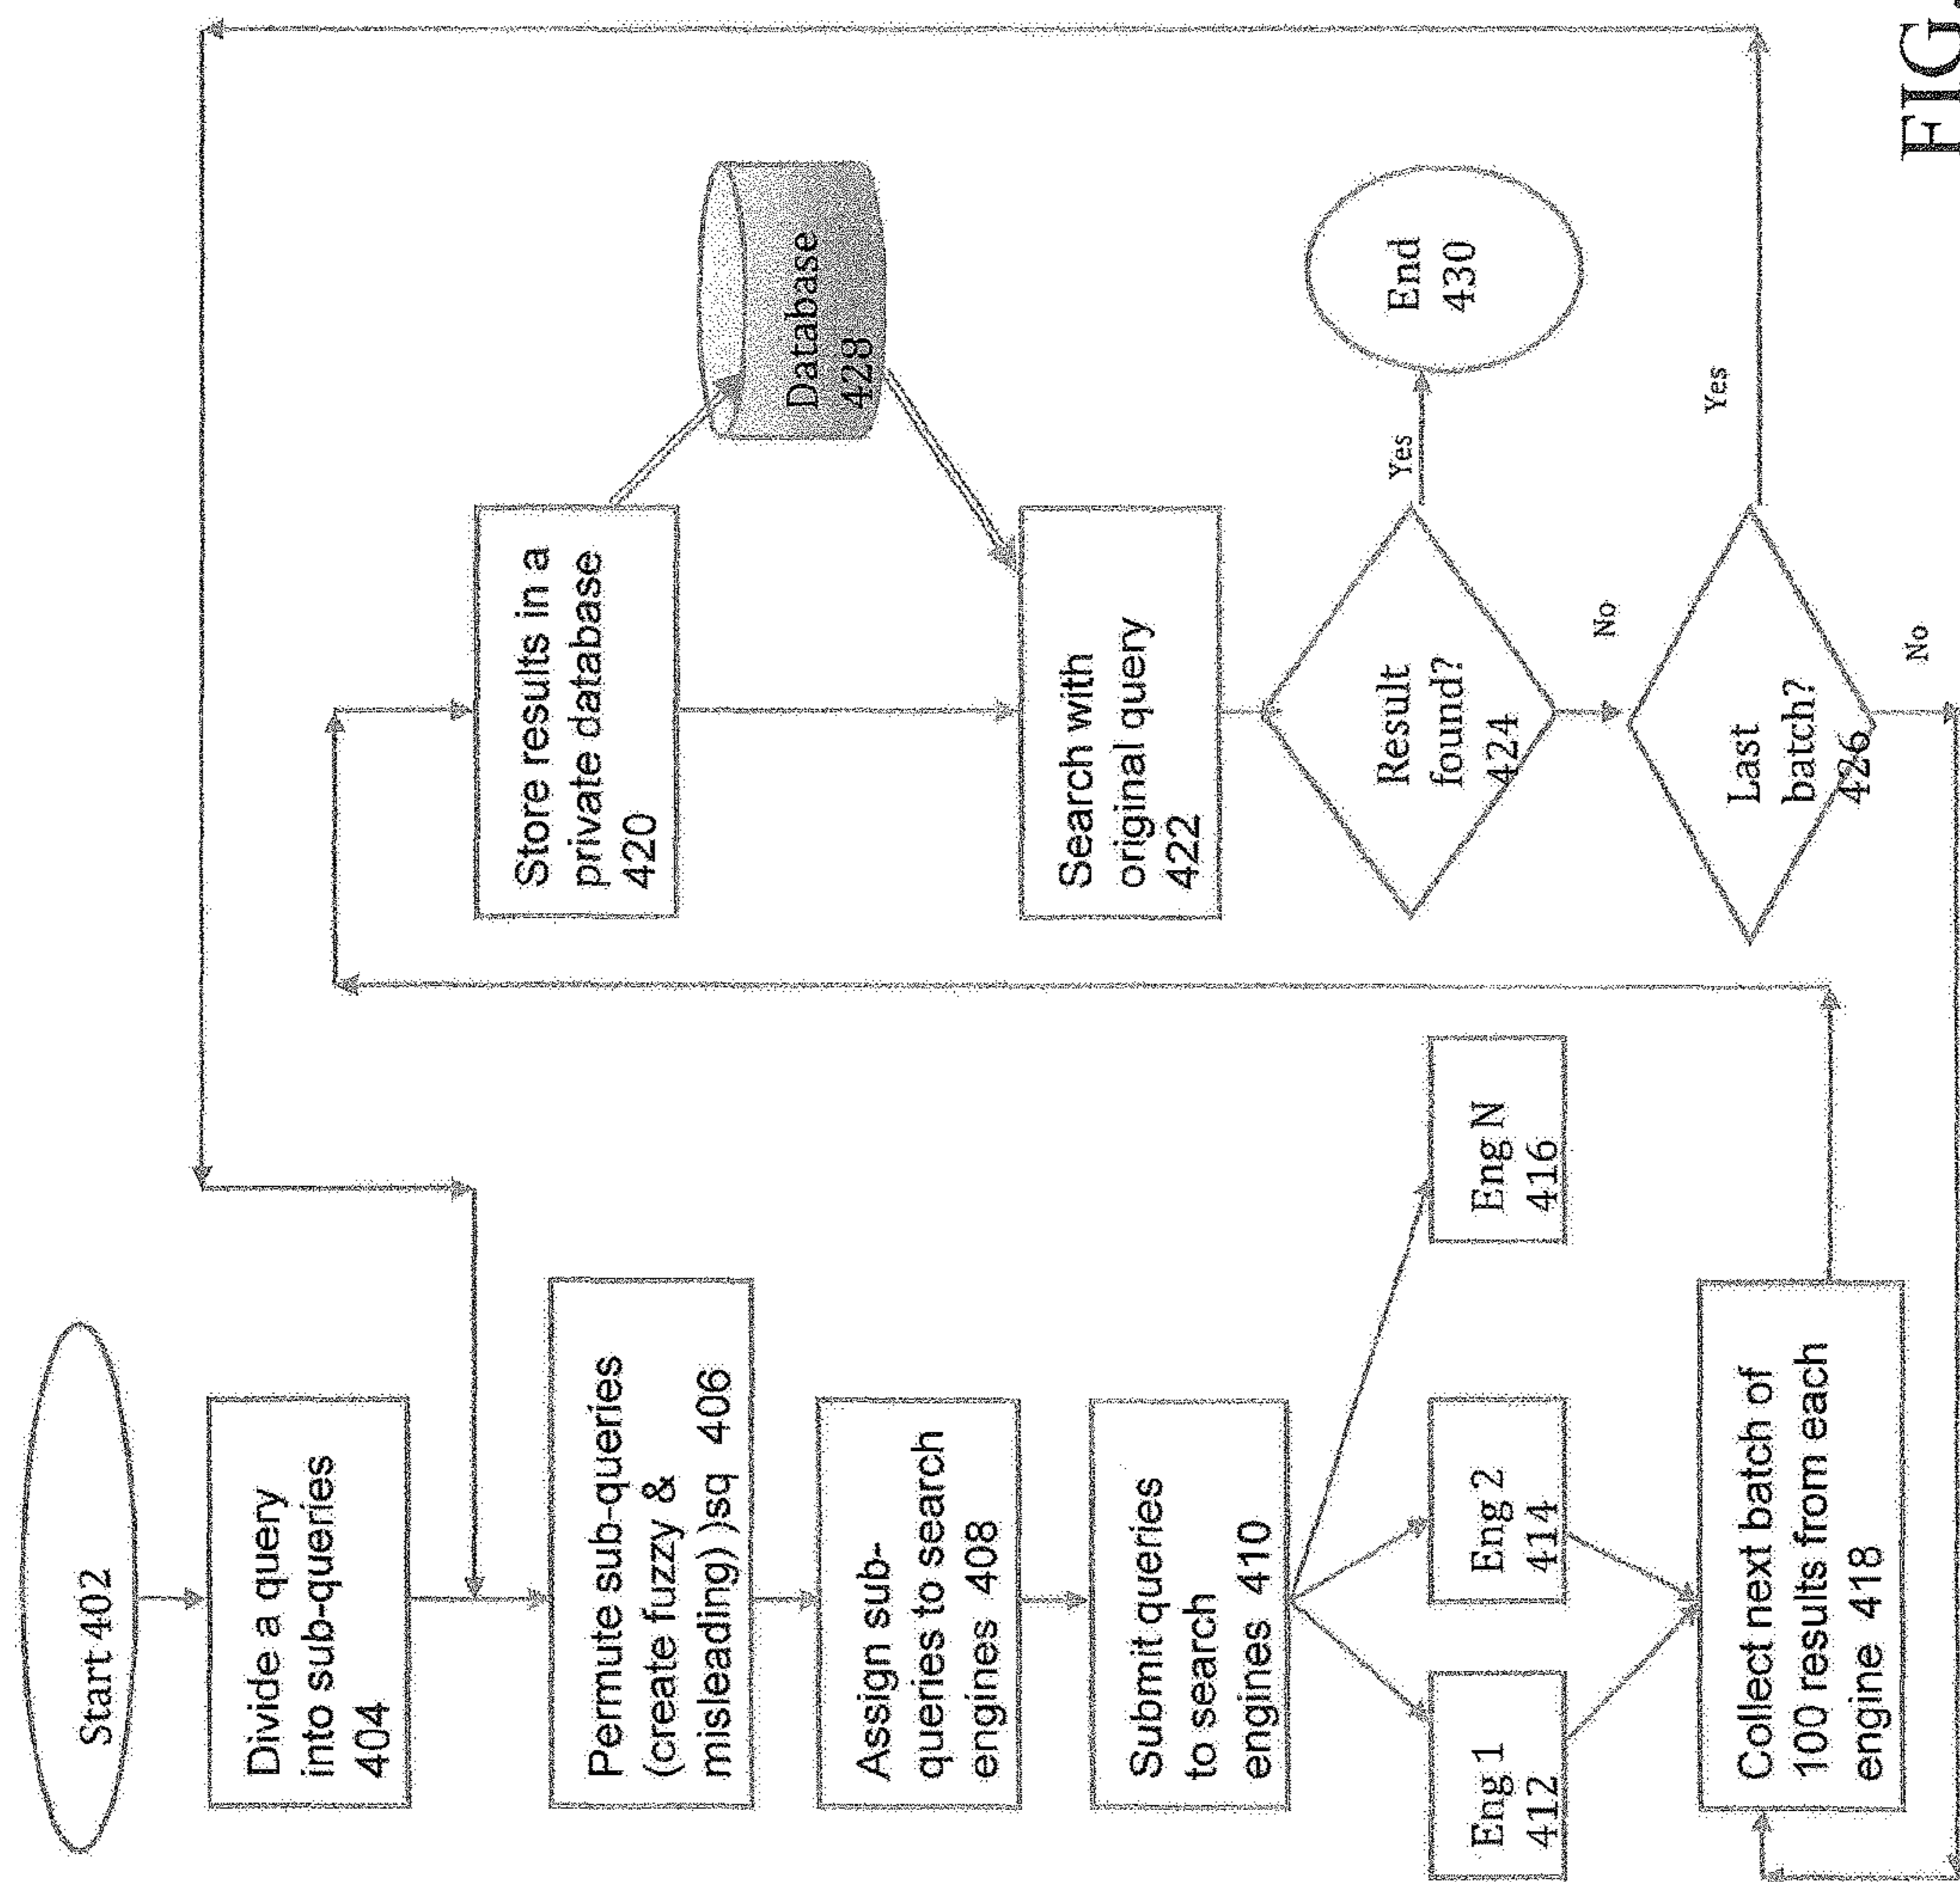 Start 402
Divide a query
into sub-queries
404
Permute sub-queries
(create fuzzy &
misleading) )sq 406
Assign sub-
queries to search
engines 408
Submit queries
to search
engines 410
Eng 1
412
Eng 2
414
Eng N
416
Collect next batch of
100 results from each
engine 418
Store results in a
private database
420
Database
428
Search with
original query
422
Result
found?
424
Yes
End
430
No
Last
batch?
426
Yes
No
FIG.